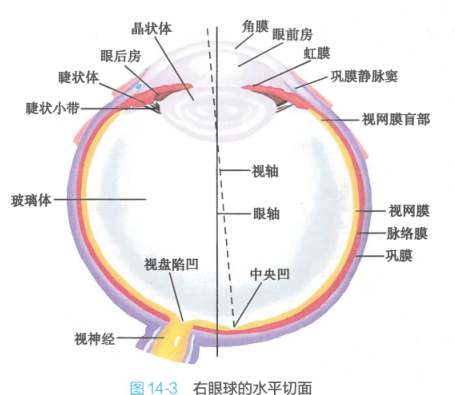 角膜
晶状体
眼前房
眼后房
虹膜
睫状体
巩膜静脉窦
睫状小带
视网膜盲部
视轴
玻璃体
眼轴
视网膜
脉络膜
视盘陷凹
中央凹
巩膜
视神经
图 14-3 右眼球的水平切面